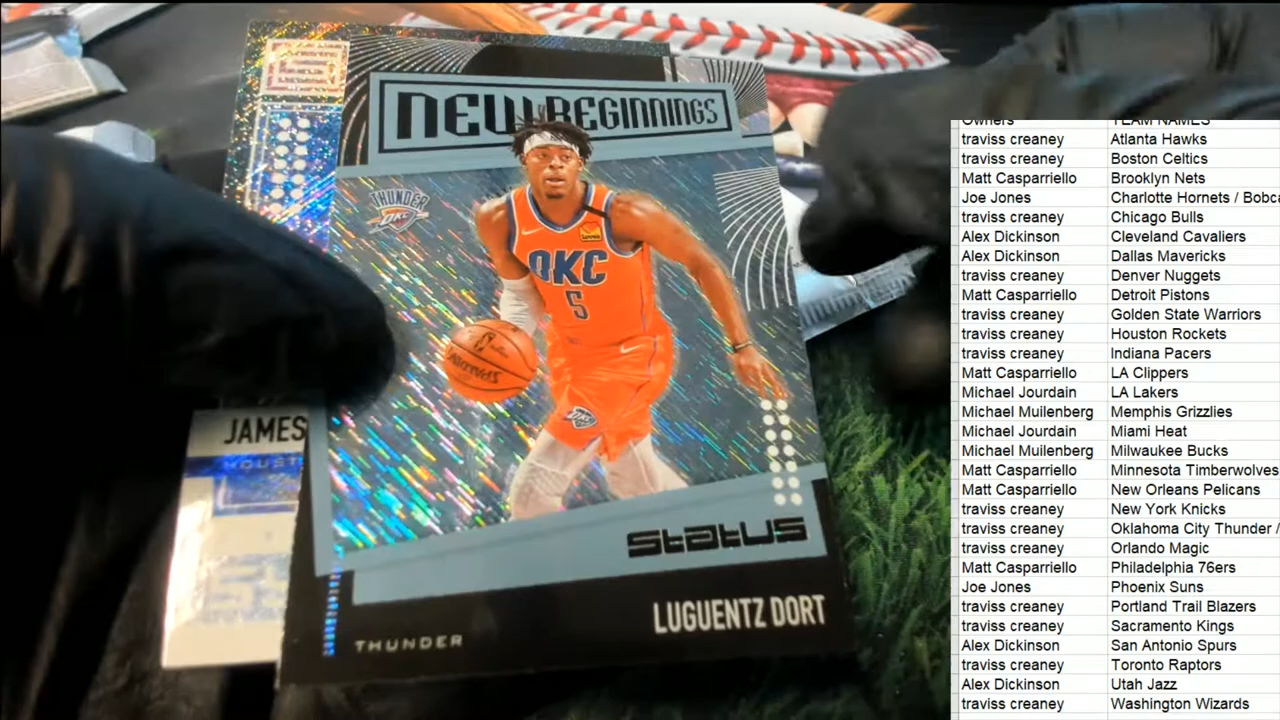 NEW BEGINNINGS
THUNDER
OKC
OKC
5
SPALDING
JAMES
HOUST
status
LUGUENTZ DORT
THUNDER
Owners TEAM NAMES
traviss creaney Atlanta Hawks
traviss creaney Boston Celtics
Matt Casparriello Brooklyn Nets
Joe Jones Charlotte Hornets / Bobc
traviss creaney Chicago Bulls
Alex Dickinson Cleveland Cavaliers
Alex Dickinson Dallas Mavericks
traviss creaney Denver Nuggets
Matt Casparriello Detroit Pistons
traviss creaney Golden State Warriors
traviss creaney Houston Rockets
traviss creaney Indiana Pacers
Matt Casparriello LA Clippers
Michael Jourdain LA Lakers
Michael Muilenberg Memphis Grizzlies
Michael Jourdain Miami Heat
Michael Muilenberg Milwaukee Bucks
Matt Casparriello Minnesota Timberwolves
Matt Casparriello New Orleans Pelicans
traviss creaney New York Knicks
traviss creaney Oklahoma City Thunder /
traviss creaney Orlando Magic
Matt Casparriello Philadelphia 76ers
Joe Jones Phoenix Suns
traviss creaney Portland Trail Blazers
traviss creaney Sacramento Kings
Alex Dickinson San Antonio Spurs
traviss creaney Toronto Raptors
Alex Dickinson Utah Jazz
traviss creaney Washington Wizards